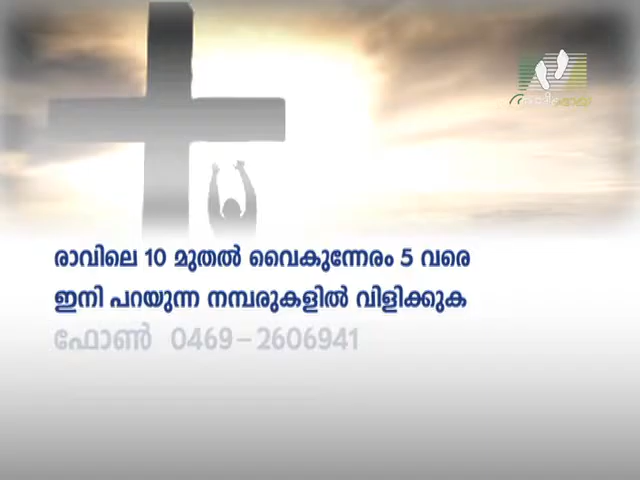 രാവിലെ 10 മുതൽ വൈകുന്നേരം 5 വരെ
ഇനി പറയുന്ന നമ്പരുകളിൽ വിളിക്കുക
ഫോൺ 0469-2606941